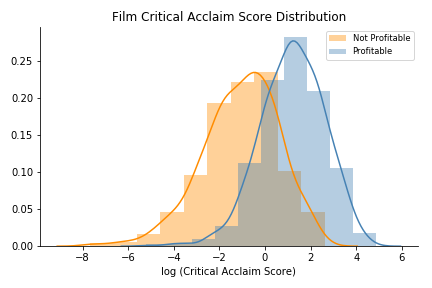 Film Critical Acclaim Score Distribution
Not Profitable
Profitable
0.25
0.20
0.15
0.10
0.05
0.00
−8 −6 −4 −2 0 2 4 6
log (Critical Acclaim Score)